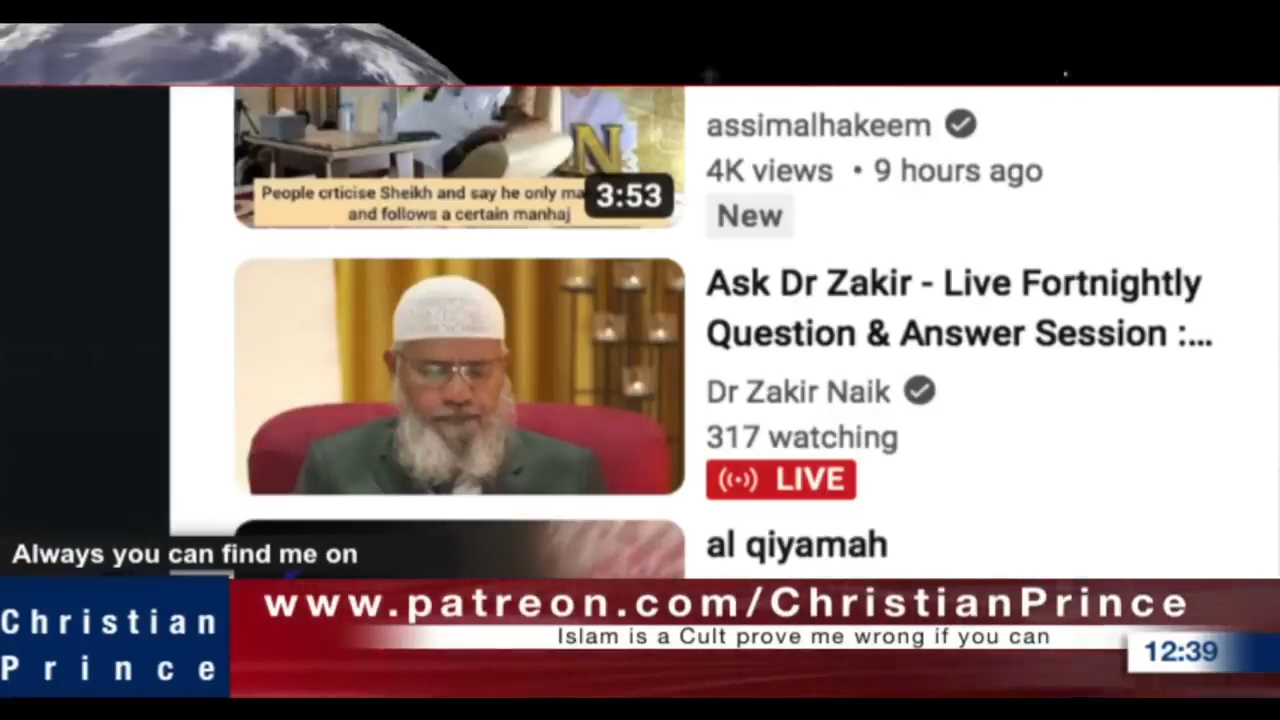 assimalhakeem
4K views • 9 hours ago
New
People crticise Sheikh and say he only ma
and follows a certain manhaj
3:53
N
Ask Dr Zakir - Live Fortnightly
Question & Answer Session :...
Dr Zakir Naik
317 watching
LIVE
al qiyamah
Always you can find me on
www.patreon.com/ChristianPrince
Islam is a Cult prove me wrong if you can
Christian
Prince
12:39